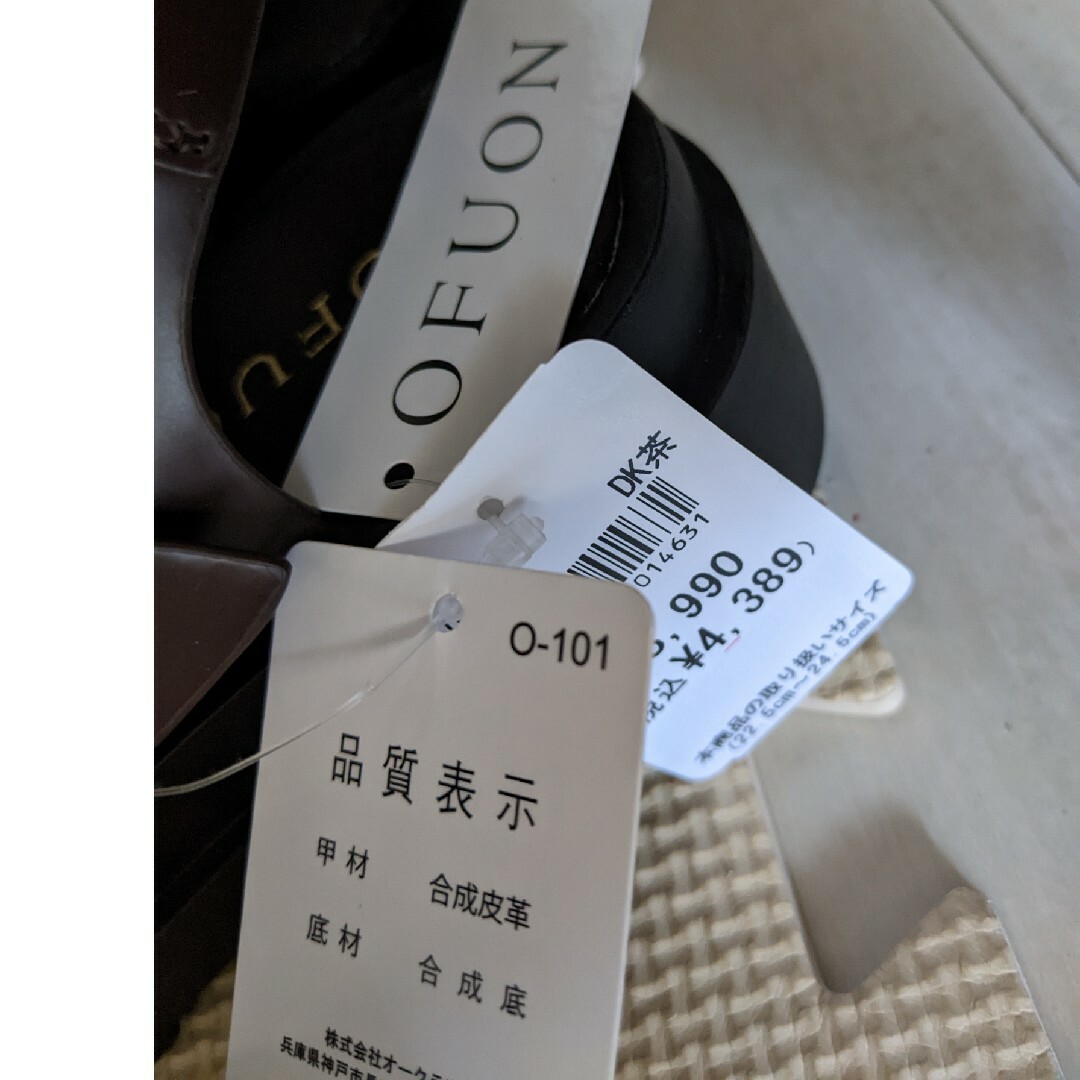 OFUON
OFU
DK茶
014631
,990
税込 ¥4,389)
本商品の取り扱いサイズ
(22.5cm～24.5cm)
O-101
品質表示
甲材 合成皮革
底材 合成底
株式会社オーク
兵庫県神戸市